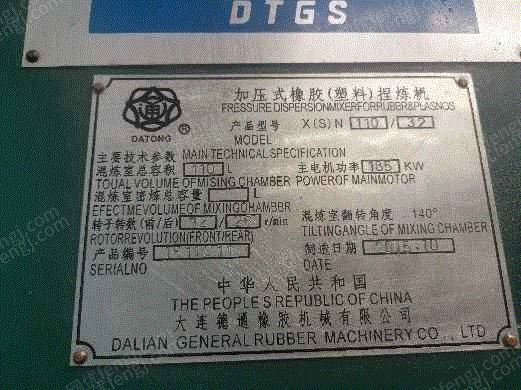 DTGS
DATONG ®
加压式橡胶(塑料)捏炼机
PRESSURE DISPERSIONMIXERFORRUBER&PLASNOS
产品型号 X(S)N 110 / 32
MODEL
主要技术参数 MAIN TECHNICAL SPECIFICATION
混炼室总容积 110 L 主电机功率 185 KW
TOUAL VOLUME OF MISING CHAMBER POWEROF MAINMOTOR
混炼室密炼总容量
EFECTMEVOLUME OF MIXINGCHAMBBER
转子转数(前/后) r/min 混炼室翻转角度 140°
ROTORREVOLUTION(FRONT/REAR) TILTINGANGLE OF MEXING CHAMBER
产品编号 制造日期
SERIALNO DATE
中华人民共和国
THE PEOPLE'S REPUBLIC OF CHINA
大连德通橡胶机械有限公司
DALIAN GENERAL RUBBER MACHINERY CO., LTD